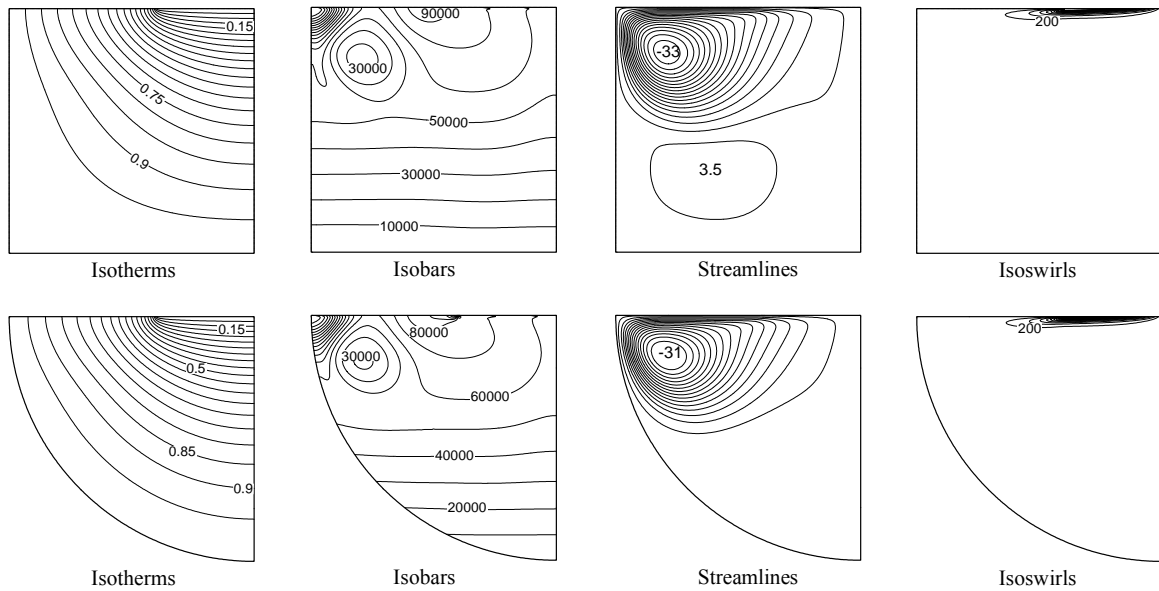 0.15
0.75
0.9
90000
30000
50000
30000
10000
-33
3.5
200
Isotherms
Isobars
Streamlines
Isoswirls
0.15
0.5
0.85
0.9
80000
30000
60000
40000
20000
-31
200
Isotherms
Isobars
Streamlines
Isoswirls